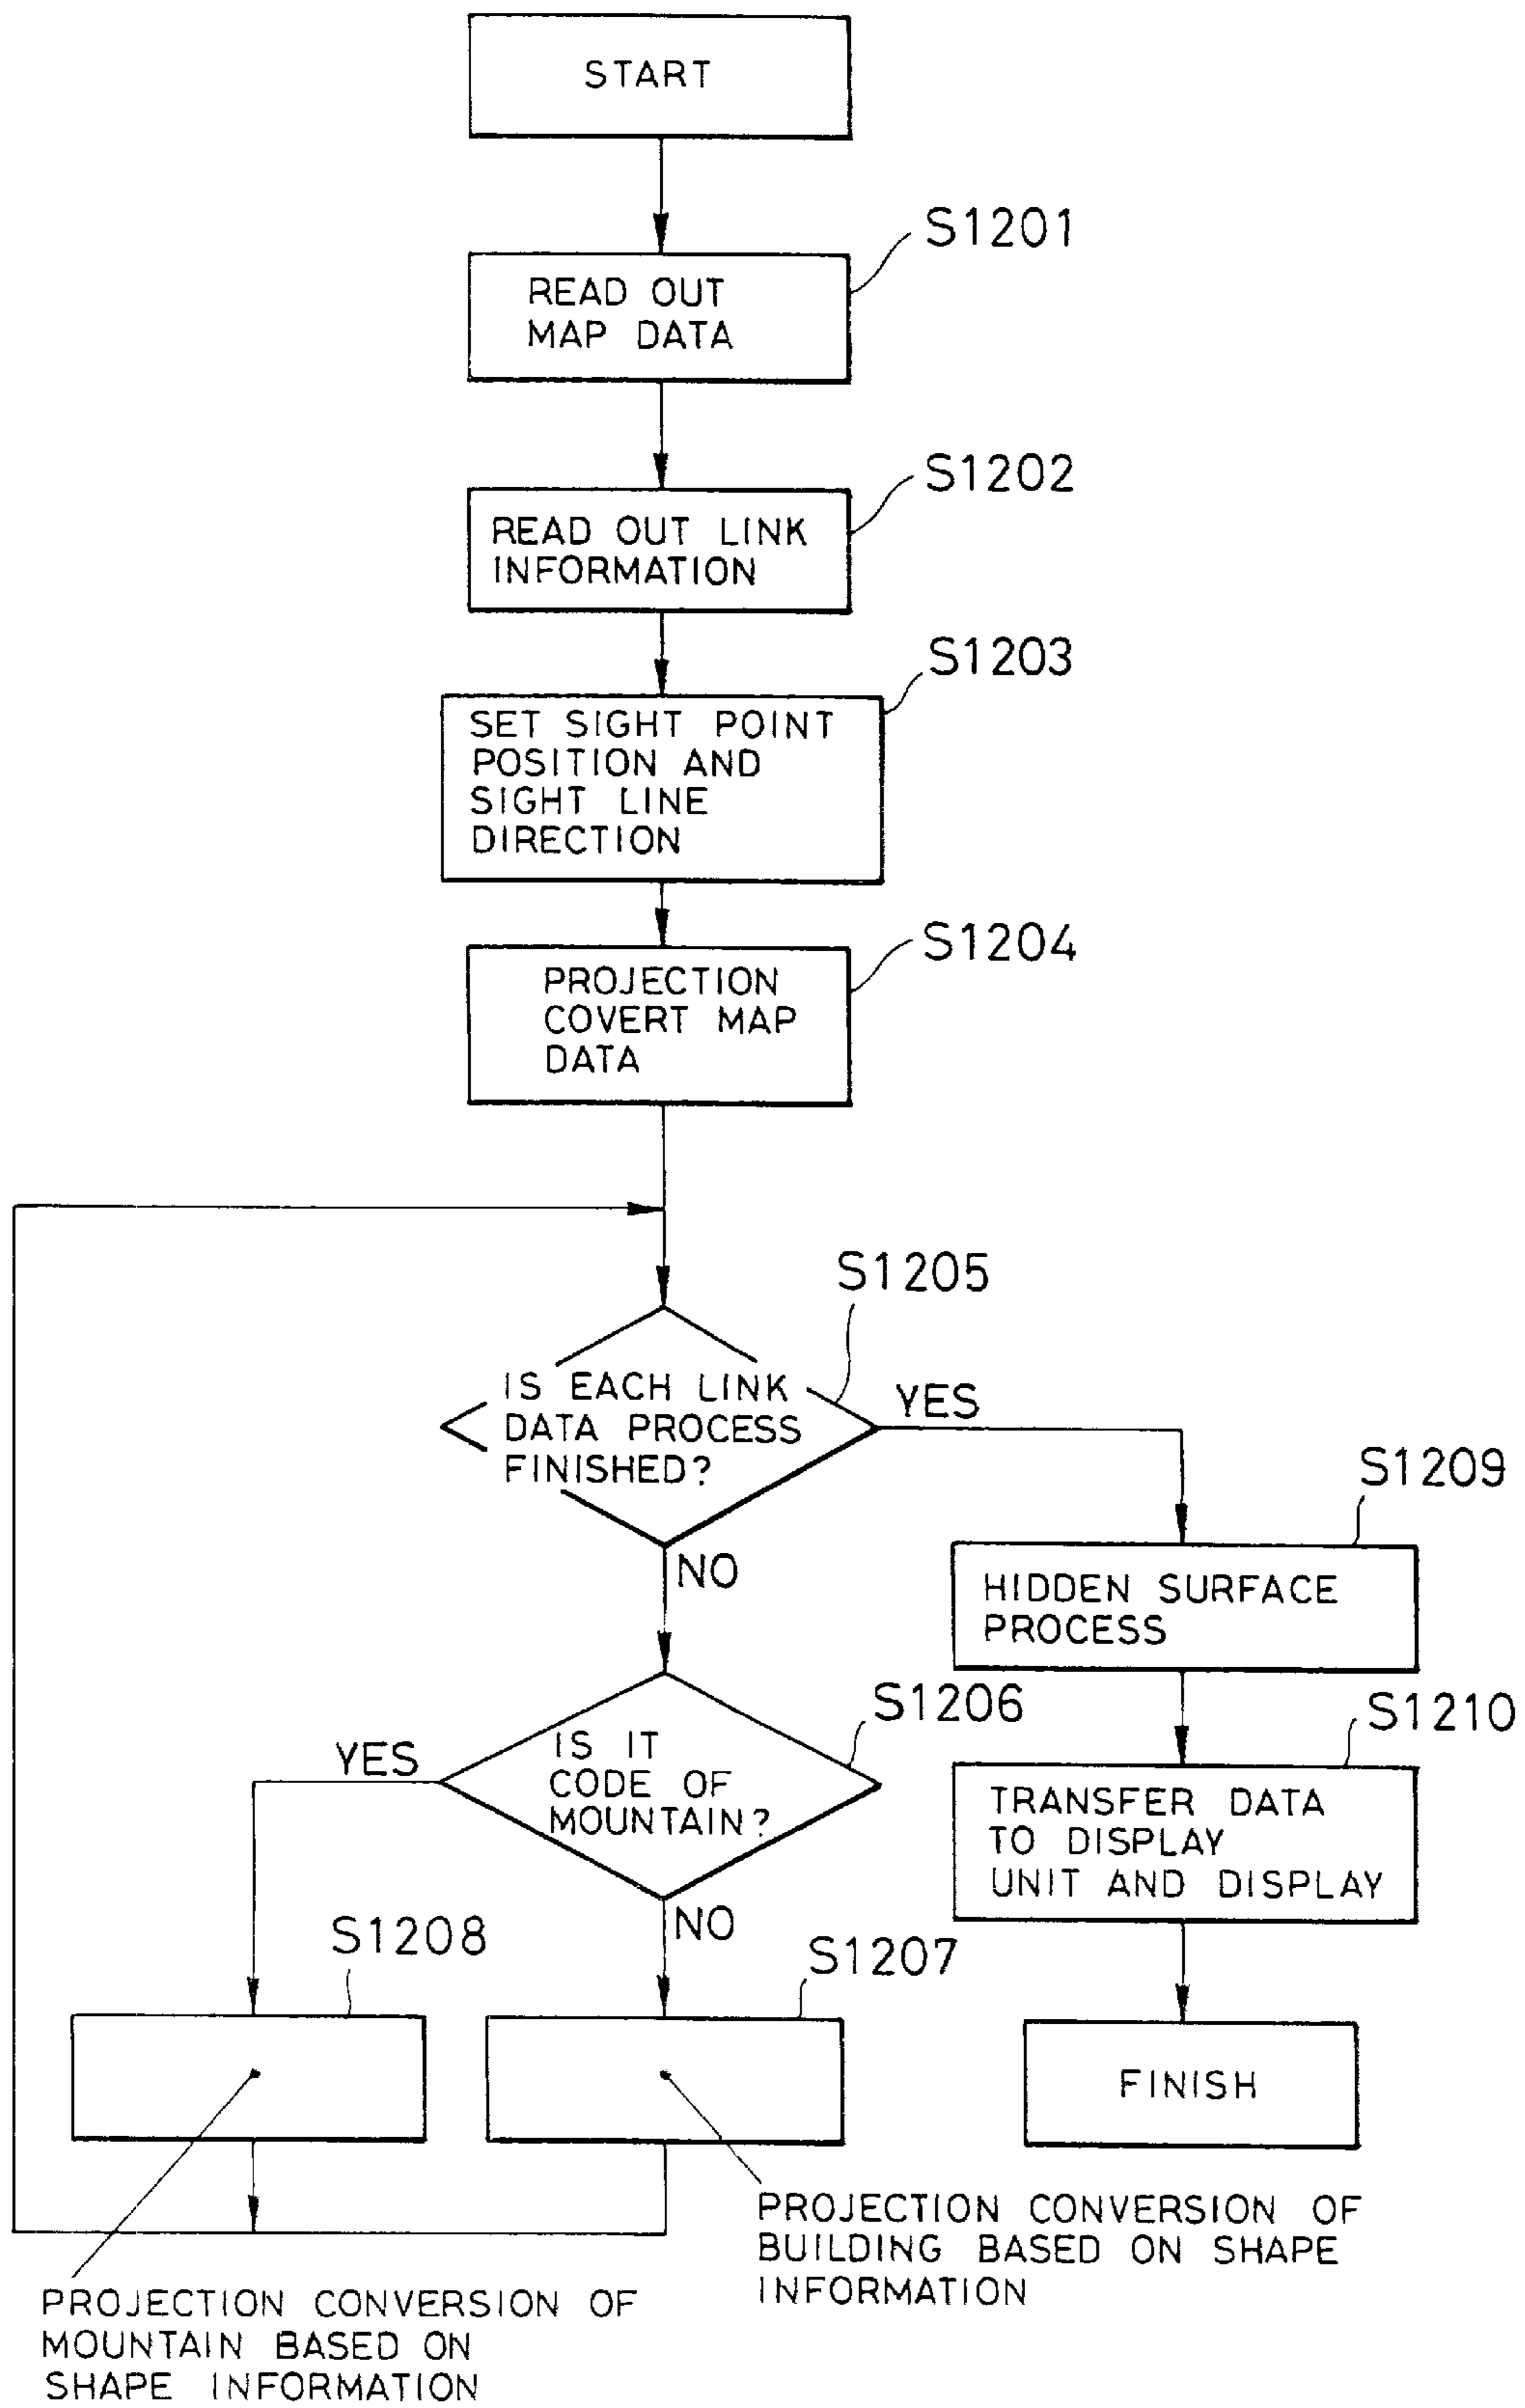 START
S1201
READ OUT
MAP DATA
S1202
READ OUT LINK
INFORMATION
S1203
SET SIGHT POINT
POSITION AND
SIGHT LINE
DIRECTION
S1204
PROJECTION
COVERT MAP
DATA
S1205
IS EACH LINK
DATA PROCESS
FINISHED?
YES
NO
S1209
HIDDEN SURFACE
PROCESS
S1206
IS IT
CODE OF
MOUNTAIN?
YES
NO
S1210
TRANSFER DATA
TO DISPLAY
UNIT AND DISPLAY
S1208
S1207
FINISH
PROJECTION CONVERSION OF
BUILDING BASED ON SHAPE
INFORMATION
PROJECTION CONVERSION OF
MOUNTAIN BASED ON
SHAPE INFORMATION